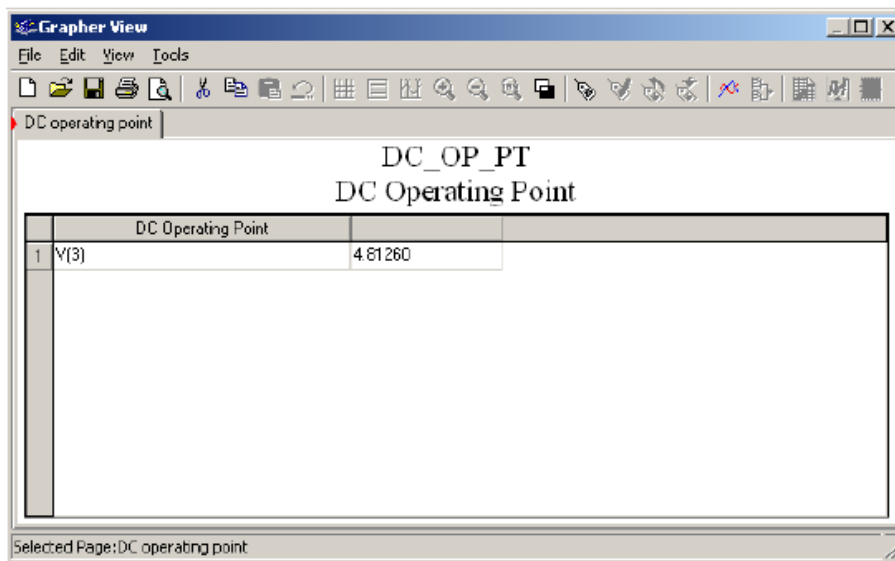 Grapher View
File Edit View Tools
DC operating point
DC_OP_PT
DC Operating Point
DC Operating Point
1 V(3) 4.81260
Selected Page:DC operating point